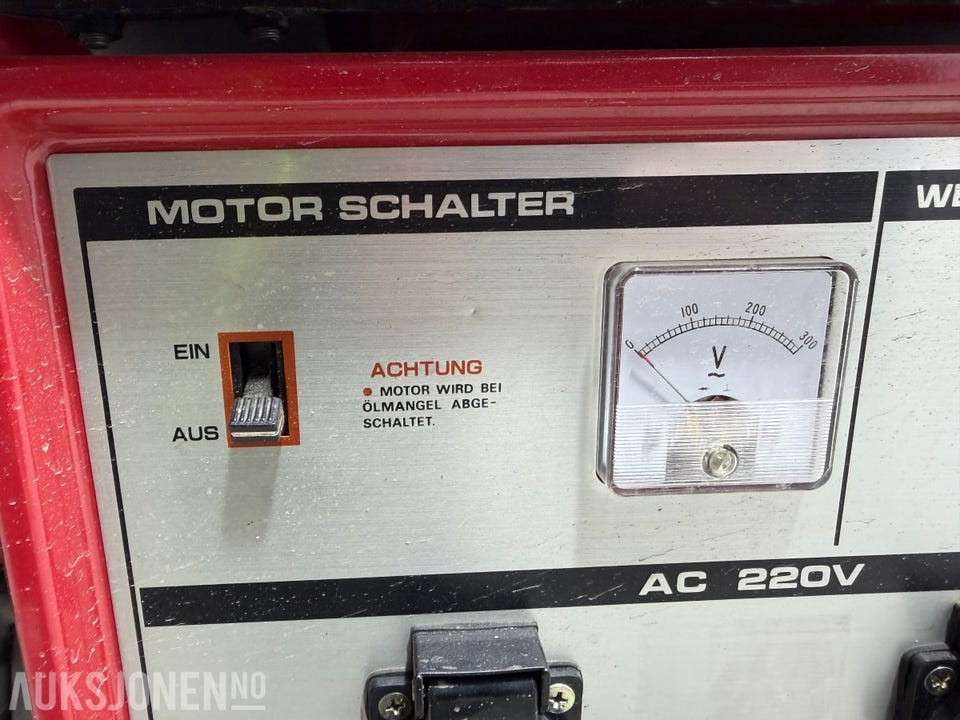 MOTOR SCHALTER
WE
EIN
AUS
ACHTUNG
• MOTOR WIRD BEI
ÖLMANGEL ABGE-
SCHALTET.
0 100 200 300
V
~
AC 220V
AUKSJONEN.NO